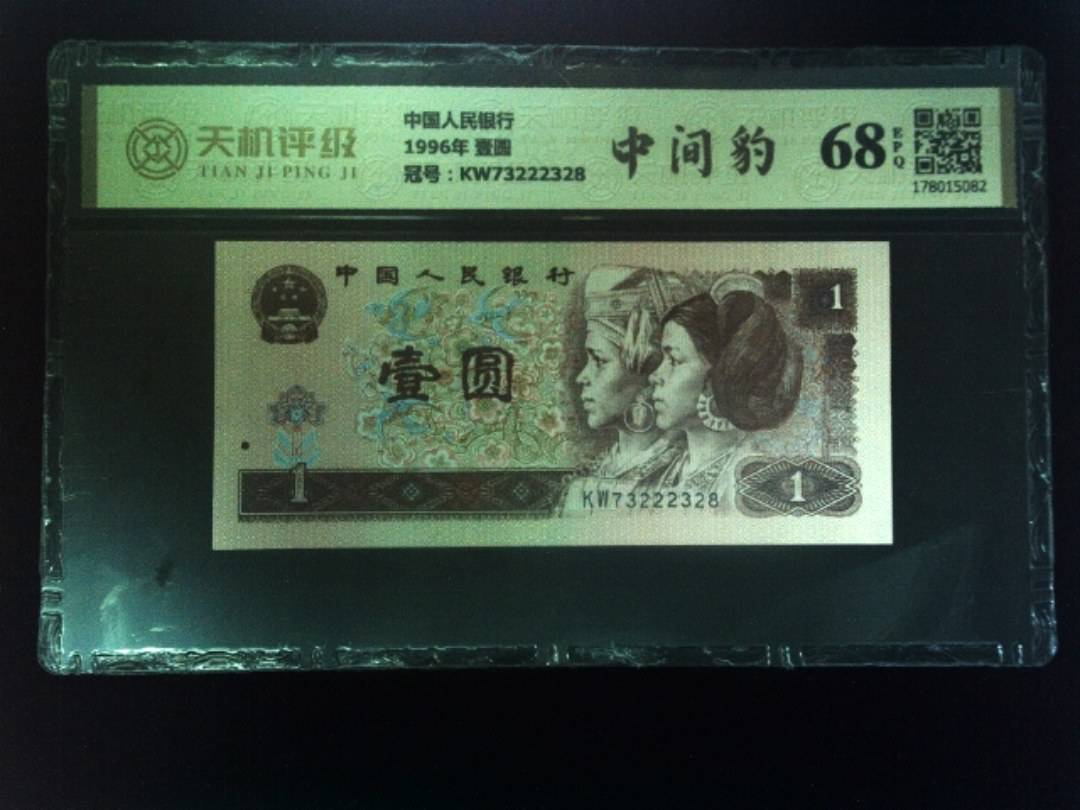 天机评级
TIAN JI PING JI
中国人民银行
1996年 壹圆
冠号：KW73222328
中间豹
68
EPQ
178015082
中国人民銀行
1
壹圆
1
KW73222328
1